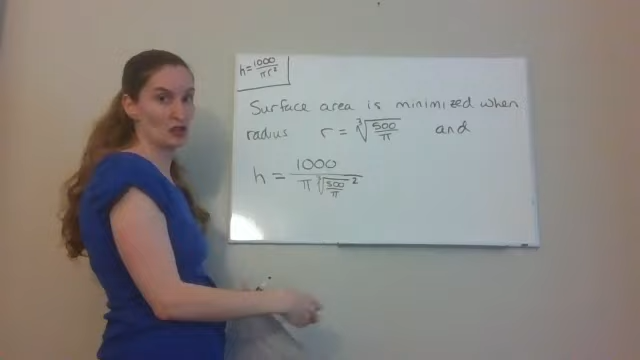 h = 1000/πr²
Surface area is minimized when
radius r = ∛(500/π) and
h = 1000/(π ∛(500/π)²)